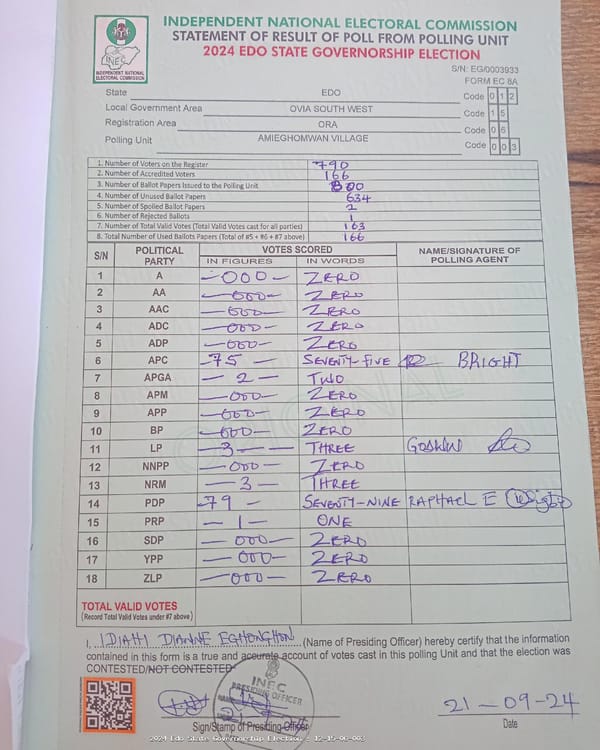 INDEPENDENT NATIONAL ELECTORAL COMMISSION
STATEMENT OF RESULT OF POLL FROM POLLING UNIT
2024 EDO STATE GOVERNORSHIP ELECTION
INEC
INDEPENDENT NATIONAL ELECTORAL COMMISSION
S/N: EG/0003933
FORM EC 8A
State EDO Code 0 1 2
Local Government Area OVIA SOUTH WEST Code 1 5
Registration Area ORA Code 0 6
Polling Unit AMIEGHOMWAN VILLAGE Code 0 0 3
1. Number of Voters on the Register 790
2. Number of Accredited Voters 166
3. Number of Ballot Papers Issued to the Polling Unit 800
4. Number of Unused Ballot Papers 634
5. Number of Spoiled Ballot Papers 2
6. Number of Rejected Ballots 1
7. Number of Total Valid Votes (Total Valid Votes cast for all parties) 163
8. Total Number of Used Ballots Papers (Total of #5 + #6 + #7 above) 166
S/N POLITICAL PARTY VOTES SCORED NAME/SIGNATURE OF POLLING AGENT
IN FIGURES IN WORDS
1 A -000- ZERO
2 AA -000- ZERO
3 AAC -000- ZERO
4 ADC -000- ZERO
5 ADP -000- ZERO
6 APC -75- SEVENTY-FIVE BRIGHT
7 APGA -2- TWO
8 APM -000- ZERO
9 APP -000- ZERO
10 BP -000- ZERO
11 LP -3- THREE
12 NNPP -000- ZERO
13 NRM -3- THREE
14 PDP -79- SEVENTY-NINE RAPHAEL E
15 PRP -1- ONE
16 SDP -000- ZERO
17 YPP -000- ZERO
18 ZLP -000- ZERO
TOTAL VALID VOTES
(Record Total Valid Votes under #7 above)
I, IDIAHI DIANNE EGHONGHON (Name of Presiding Officer) hereby certify that the information
contained in this form is a true and accurate account of votes cast in this polling Unit and that the election was
CONTESTED/NOT CONTESTED
INEC
PRESIDING OFFICER
21-09-24
Sign/Stamp of Presiding Officer Date
2024 Edo State Governorship Election - 12-15-06-003